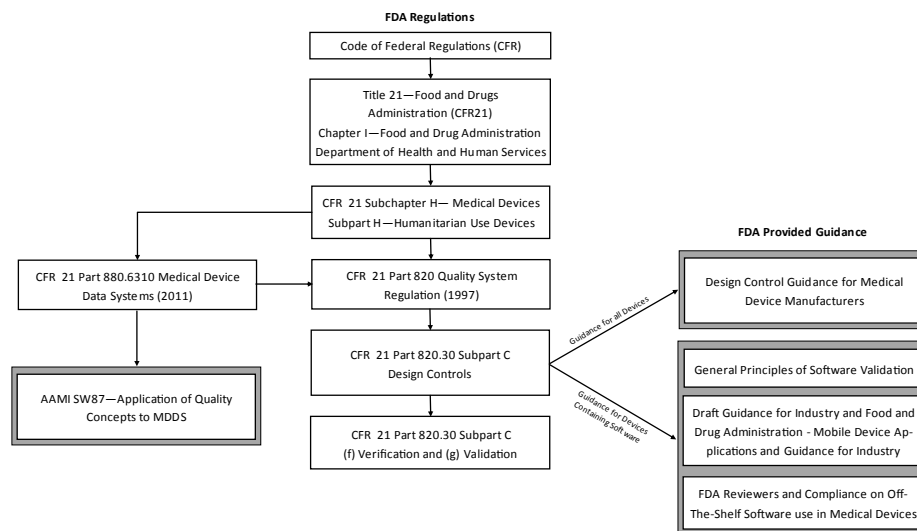 FDA Regulations
Code of Federal Regulations (CFR)
Title 21—Food and Drugs
Administration (CFR21)
Chapter I—Food and Drug Administration
Department of Health and Human Services
CFR 21 Subchapter H— Medical Devices
Subpart H—Humanitarian Use Devices
CFR 21 Part 880.6310 Medical Device
Data Systems (2011)
CFR 21 Part 820 Quality System
Regulation (1997)
AAMI SW87—Application of Quality
Concepts to MDDS
CFR 21 Part 820.30 Subpart C
Design Controls
CFR 21 Part 820.30 Subpart C
(f) Verification and (g) Validation
Guidance for all Devices
Guidance for Devices
Containing Software
FDA Provided Guidance
Design Control Guidance for Medical
Device Manufacturers
General Principles of Software Validation
Draft Guidance for Industry and Food and
Drug Administration - Mobile Device Ap-
plications and Guidance for Industry
FDA Reviewers and Compliance on Off-
The-Shelf Software use in Medical Devices